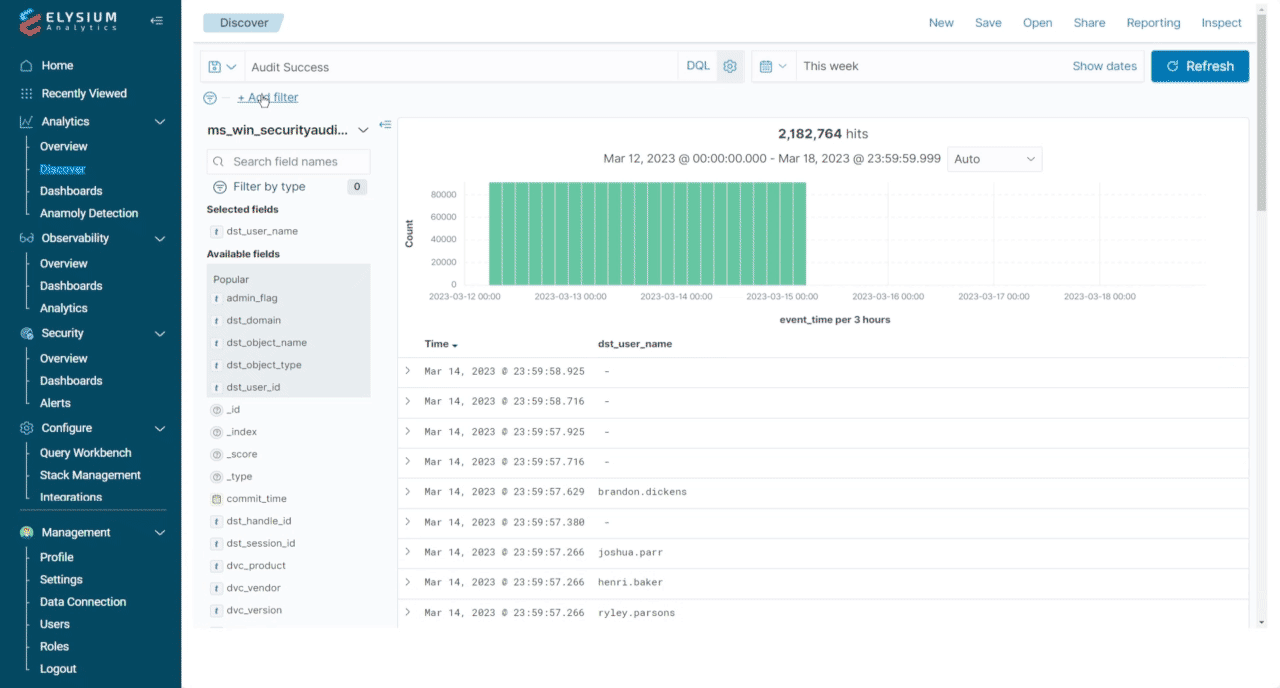 ELYSIUM
Analytics
Home
Recently Viewed
Analytics
Overview
Discover
Dashboards
Anamoly Detection
Observability
Overview
Dashboards
Analytics
Security
Overview
Dashboards
Alerts
Configure
Query Workbench
Stack Management
Integrations
Management
Profile
Settings
Data Connection
Users
Roles
Logout
Discover
New Save Open Share Reporting Inspect
Audit Success DQL This week Show dates Refresh
+ Add filter
ms_win_securityaudi...
Search field names
Filter by type 0
Selected fields
t dst_user_name
Available fields
Popular
t admin_flag
t dst_domain
t dst_object_name
t dst_object_type
t dst_user_id
? _id
? _index
? _score
? _type
commit_time
t dst_handle_id
t dst_session_id
t dvc_product
t dvc_vendor
t dvc_version
2,182,764 hits
Mar 12, 2023 @ 00:00:00.000 - Mar 18, 2023 @ 23:59:59.999 Auto
Count
80000
60000
40000
20000
0
2023-03-12 00:00 2023-03-13 00:00 2023-03-14 00:00 2023-03-15 00:00 2023-03-16 00:00 2023-03-17 00:00 2023-03-18 00:00
event_time per 3 hours
Time dst_user_name
Mar 14, 2023 @ 23:59:58.925 -
Mar 14, 2023 @ 23:59:58.716 -
Mar 14, 2023 @ 23:59:57.925 -
Mar 14, 2023 @ 23:59:57.716 -
Mar 14, 2023 @ 23:59:57.629 brandon.dickens
Mar 14, 2023 @ 23:59:57.380 -
Mar 14, 2023 @ 23:59:57.266 joshua.parr
Mar 14, 2023 @ 23:59:57.266 henri.baker
Mar 14, 2023 @ 23:59:57.266 ryley.parsons